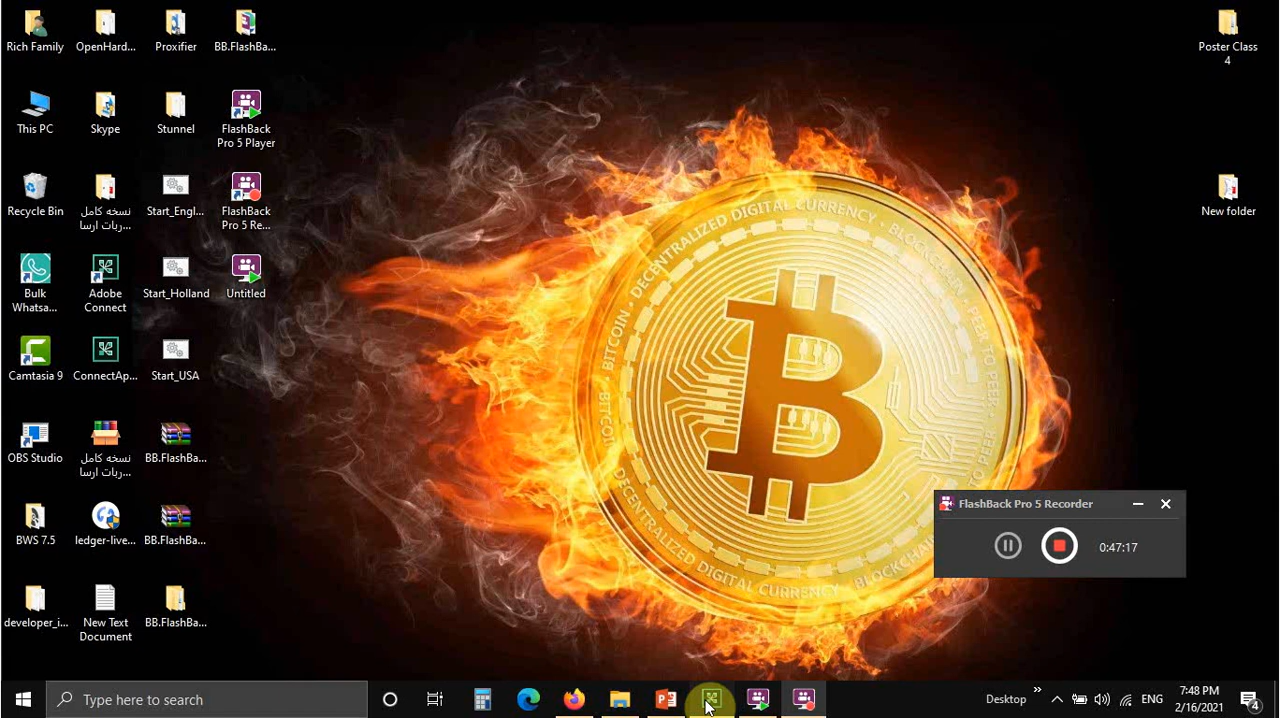 Rich Family
OpenHard...
Proxifier
BB.FlashBa...
Poster Class
4
This PC
Skype
Stunnel
FlashBack
Pro 5 Player
Recycle Bin
نسخه کامل
ربات ارسا...
Start_Engl...
FlashBack
Pro 5 Re...
New folder
Bulk
Whatsa...
Adobe
Connect
Start_Holland
Untitled
Camtasia 9
ConnectAp...
Start_USA
OBS Studio
نسخه کامل
ربات ارسا...
BB.FlashBa...
BWS 7.5
ledger-live...
BB.FlashBa...
developer_i...
New Text
Document
BB.FlashBa...
BITCOIN • DECENTRALIZED DIGITAL CURRENCY • BLOCKCHAIN
PEER TO PEER
DECENTRALIZED DIGITAL CURRENCY
FlashBack Pro 5 Recorder
0:47:17
Type here to search
Desktop
ENG
7:48 PM
2/16/2021
4